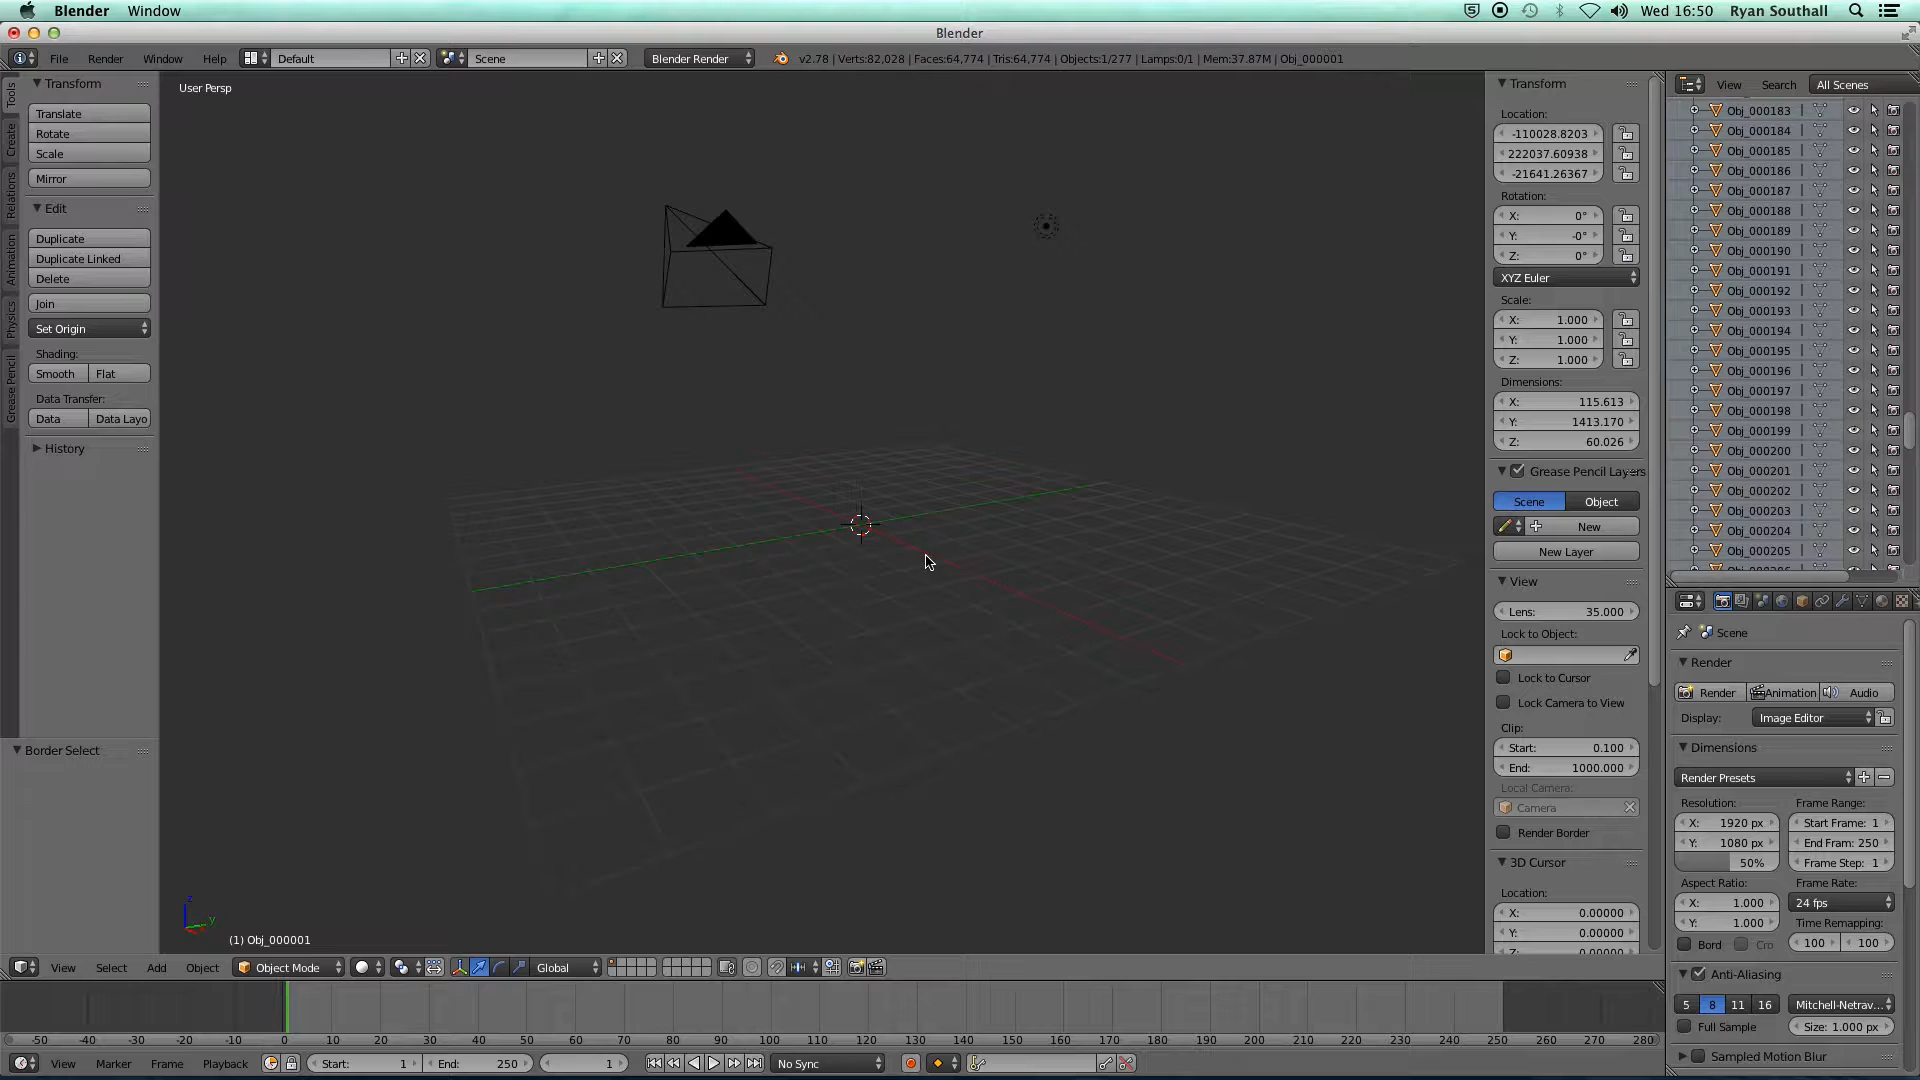 Blender Window Wed 16:50 Ryan Southall
Blender
File Render Window Help Default Scene Blender Render v2.78 | Verts:82,028 | Faces:64,774 | Tris:64,774 | Objects:1/277 | Lamps:0/1 | Mem:37.87M | Obj_000001
Tools
Create
Relations
Animation
Physics
Grease Pencil
Transform
Translate
Rotate
Scale
Mirror
Edit
Duplicate
Duplicate Linked
Delete
Join
Set Origin
Shading:
Smooth Flat
Data Transfer:
Data Data Layo
History
Border Select
User Persp
(1) Obj_000001
Transform
Location:
-110028.8203
222037.60938
-21641.26367
Rotation:
X: 0°
Y: -0°
Z: 0°
XYZ Euler
Scale:
X: 1.000
Y: 1.000
Z: 1.000
Dimensions:
X: 115.613
Y: 1413.170
Z: 60.026
Grease Pencil Layers
Scene Object
New
New Layer
View
Lens: 35.000
Lock to Object:
Lock to Cursor
Lock Camera to View
Clip:
Start: 0.100
End: 1000.000
Local Camera:
Camera
Render Border
3D Cursor
Location:
X: 0.00000
Y: 0.00000
View Search All Scenes
Obj_000183
Obj_000184
Obj_000185
Obj_000186
Obj_000187
Obj_000188
Obj_000189
Obj_000190
Obj_000191
Obj_000192
Obj_000193
Obj_000194
Obj_000195
Obj_000196
Obj_000197
Obj_000198
Obj_000199
Obj_000200
Obj_000201
Obj_000202
Obj_000203
Obj_000204
Obj_000205
Scene
Render
Render Animation Audio
Display: Image Editor
Dimensions
Render Presets
Resolution: Frame Range:
X: 1920 px Start Frame: 1
Y: 1080 px End Fram: 250
50% Frame Step: 1
Aspect Ratio: Frame Rate:
X: 1.000 24 fps
Y: 1.000 Time Remapping:
Bord Cro 100 100
Anti-Aliasing
5 8 11 16 Mitchell-Netrav...
Full Sample Size: 1.000 px
Sampled Motion Blur
View Select Add Object Object Mode Global
-50 -40 -30 -20 -10 0 10 20 30 40 50 60 70 80 90 100 110 120 130 140 150 160 170 180 190 200 210 220 230 240 250 260 270 280
View Marker Frame Playback Start: 1 End: 250 1 No Sync
z
y